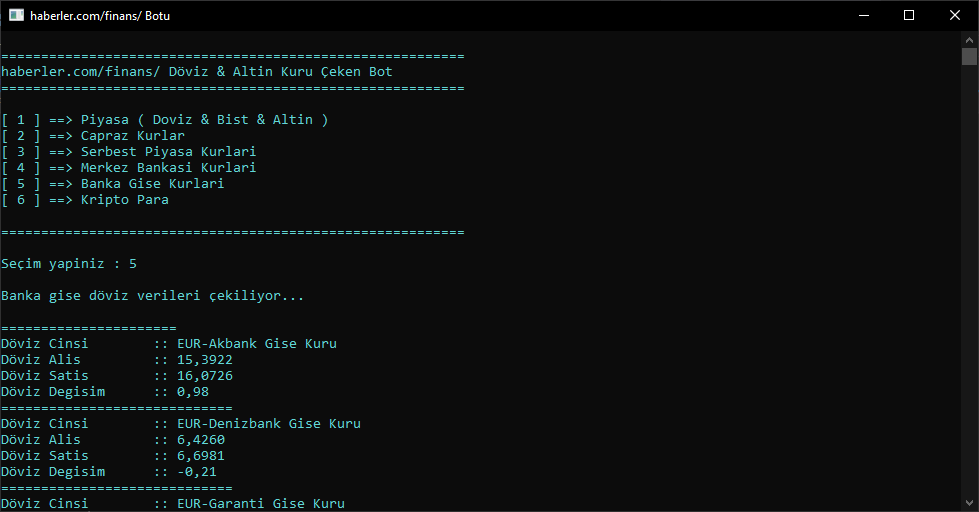 haberler.com/finans/ Botu
==========================================================
haberler.com/finans/ Döviz & Altin Kuru Çeken Bot
==========================================================
[ 1 ] ==> Piyasa ( Doviz & Bist & Altin )
[ 2 ] ==> Capraz Kurlar
[ 3 ] ==> Serbest Piyasa Kurlari
[ 4 ] ==> Merkez Bankasi Kurlari
[ 5 ] ==> Banka Gise Kurlari
[ 6 ] ==> Kripto Para
==========================================================
Seçim yapiniz : 5
Banka gise döviz verileri çekiliyor...
======================
Döviz Cinsi        :: EUR-Akbank Gise Kuru
Döviz Alis         :: 15,3922
Döviz Satis        :: 16,0726
Döviz Degisim      :: 0,98
=============================
Döviz Cinsi        :: EUR-Denizbank Gise Kuru
Döviz Alis         :: 6,4260
Döviz Satis        :: 6,6981
Döviz Degisim      :: -0,21
=============================
Döviz Cinsi        :: EUR-Garanti Gise Kuru